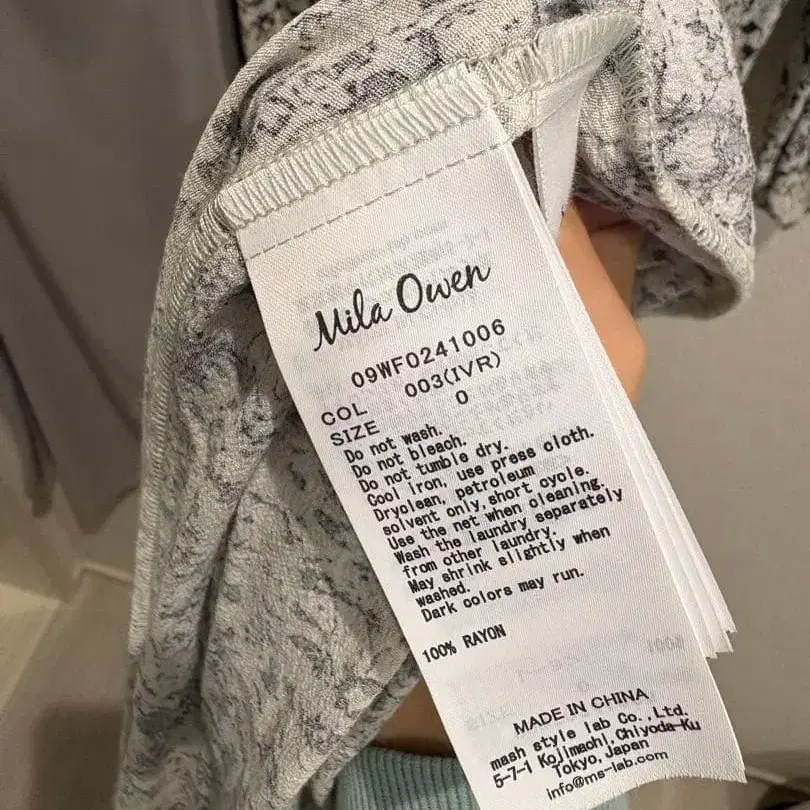 Mila Owen
09WFO241006
COL 003(IVR)
SIZE 0
Do not wash.
Do not bleach.
Do not tumble dry.
Cool iron, use press cloth.
Dryclean, petroleum
solvent only,short cycle.
Use the net when cleaning.
Wash the laundry separately
from other laundry.
May shrink slightly when
washed.
Dark colors may run.
100% RAYON
MADE IN CHINA
mash style lab Co.,Ltd.
5-7-1 Kojimachi,Chiyoda-Ku
Tokyo, Japan
info@ms-lab.com